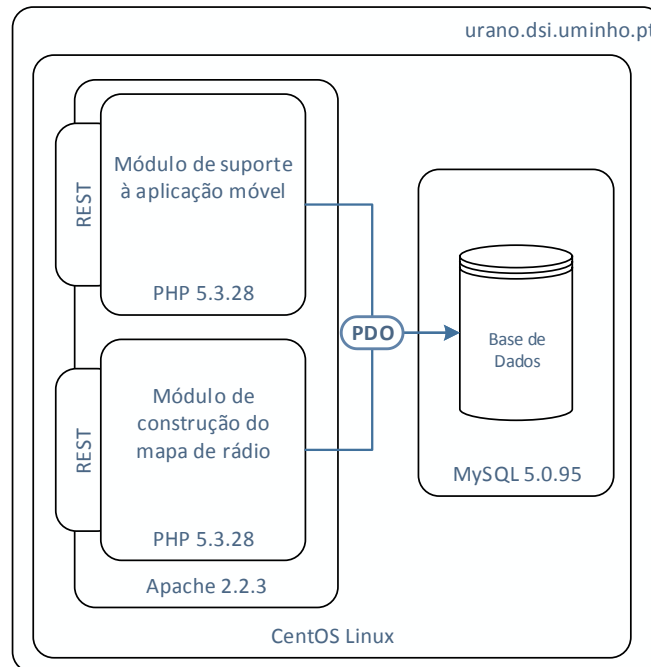 urano.dsi.uminho.pt
Módulo de suporte
à aplicação móvel
REST
PHP 5.3.28
PDO
Base de
Dados
Módulo de
construção do
mapa de rádio
REST
MySQL 5.0.95
PHP 5.3.28
Apache 2.2.3
CentOS Linux